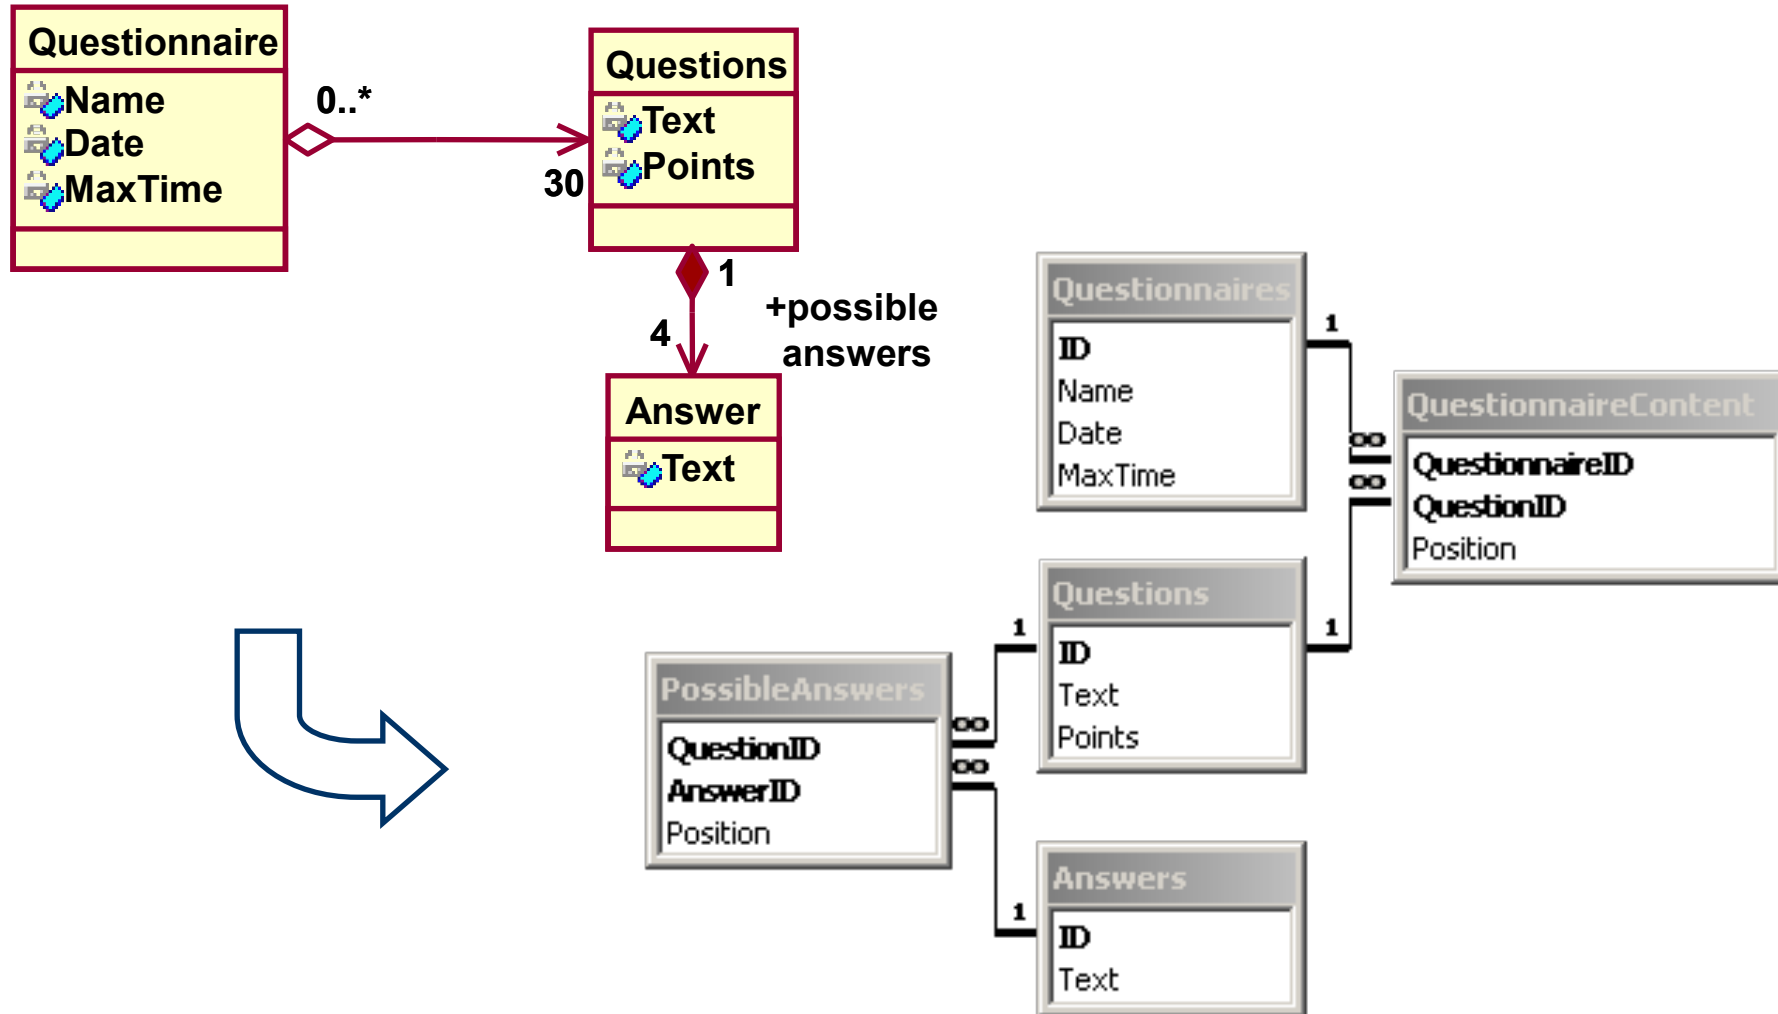 Questionnaire
Name
Date
MaxTime
0..*
30
Questions
Text
Points
1
4
+possible
answers
Answer
Text
Questionnaires
ID
Name
Date
MaxTime
1
∞
∞
QuestionnaireContent
QuestionnaireID
QuestionID
Position
Questions
ID
Text
Points
1
1
PossibleAnswers
QuestionID
AnswerID
Position
∞
∞
Answers
ID
Text
1